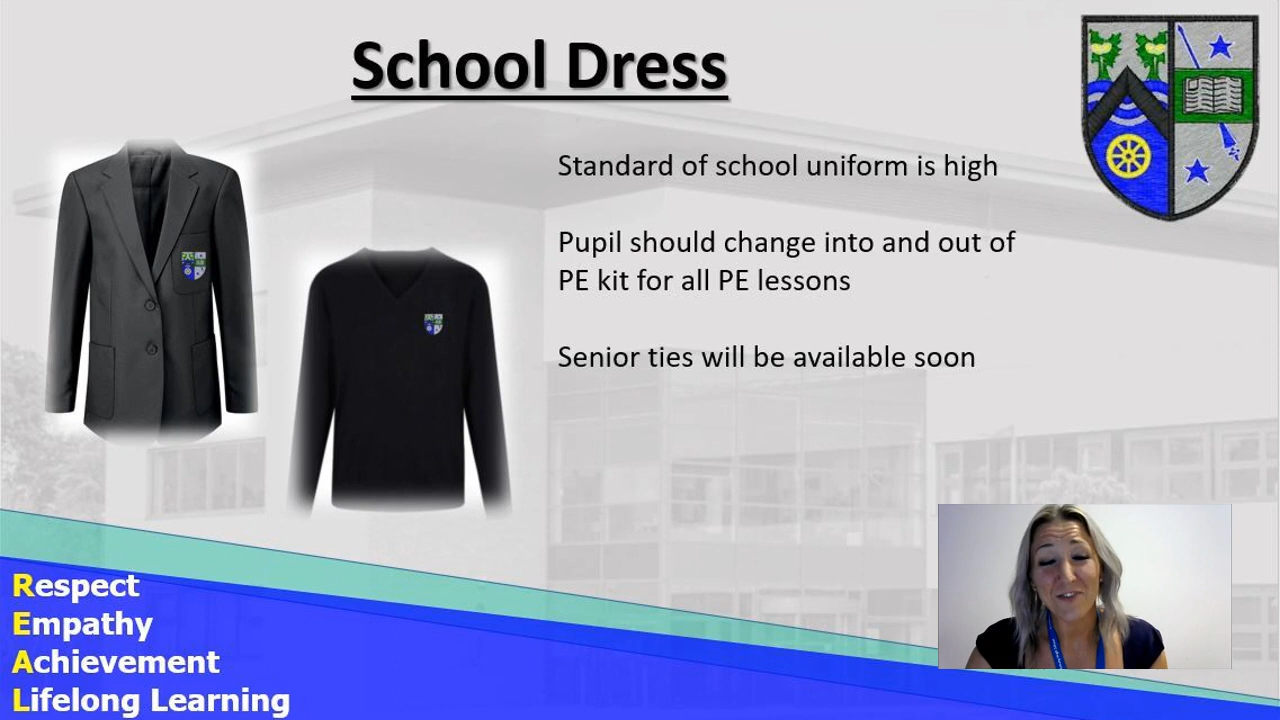 School Dress
Standard of school uniform is high
Pupil should change into and out of
PE kit for all PE lessons
Senior ties will be available soon
Respect
Empathy
Achievement
Lifelong Learning